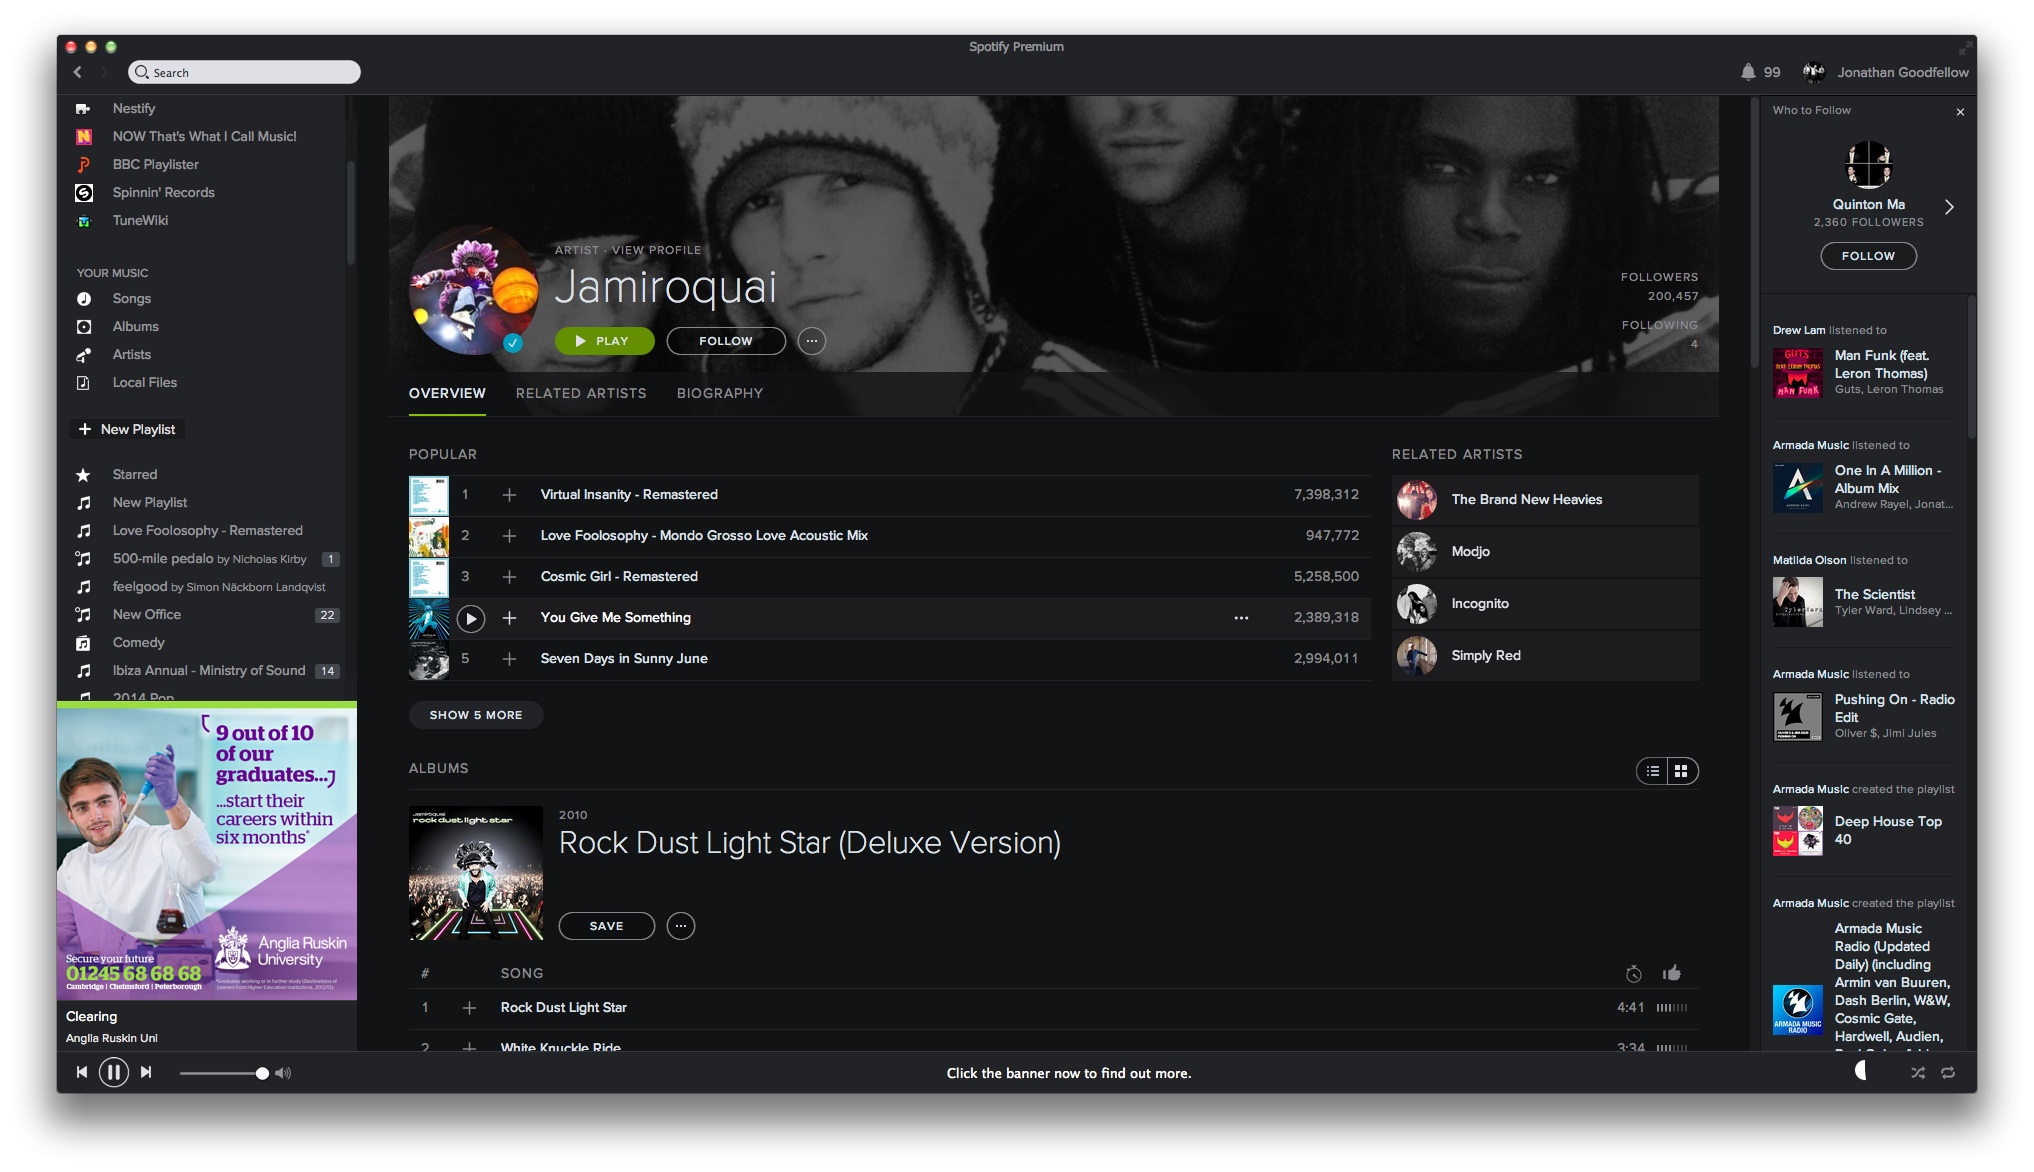 Spotify Premium
Search
99
Jonathan Goodfellow
Nestify
NOW That's What I Call Music!
BBC Playlister
Spinnin' Records
TuneWiki
YOUR MUSIC
Songs
Albums
Artists
Local Files
New Playlist
Starred
New Playlist
Love Foolosophy - Remastered
500-mile pedalo by Nicholas Kirby 1
feelgood by Simon Näckborn Landqvist
New Office 22
Comedy
Ibiza Annual - Ministry of Sound 14
2014 Pop
9 out of 10
of our
graduates...
...start their
careers within
six months*
Anglia Ruskin
University
Secure your future
01245 68 68 68
Cambridge | Chelmsford | Peterborough
Clearing
Anglia Ruskin Uni
ARTIST · VIEW PROFILE
Jamiroquai
PLAY
FOLLOW
FOLLOWERS
200,457
FOLLOWING
4
OVERVIEW
RELATED ARTISTS
BIOGRAPHY
POPULAR
1 Virtual Insanity - Remastered 7,398,312
2 Love Foolosophy - Mondo Grosso Love Acoustic Mix 947,772
3 Cosmic Girl - Remastered 5,258,500
You Give Me Something 2,389,318
5 Seven Days in Sunny June 2,994,011
SHOW 5 MORE
RELATED ARTISTS
The Brand New Heavies
Modjo
Incognito
Simply Red
ALBUMS
Jamiroquai
rock dust light star
2010
Rock Dust Light Star (Deluxe Version)
SAVE
# SONG
1 Rock Dust Light Star 4:41
2 White Knuckle Ride 3:34
Who to Follow
Quinton Ma
2,360 FOLLOWERS
FOLLOW
Drew Lam listened to
GUTS
MAN FUNK
Man Funk (feat.
Leron Thomas)
Guts, Leron Thomas
Armada Music listened to
One In A Million -
Album Mix
Andrew Rayel, Jonat...
Matilda Olson listened to
The Scientist
Tyler Ward, Lindsey ...
Armada Music listened to
Pushing On - Radio
Edit
Oliver $, Jimi Jules
Armada Music created the playlist
Deep House Top
40
Armada Music created the playlist
Armada Music
Radio (Updated
Daily) (including
Armin van Buuren,
Dash Berlin, W&W,
Cosmic Gate,
Hardwell, Audien,
ARMADA MUSIC
RADIO
Click the banner now to find out more.